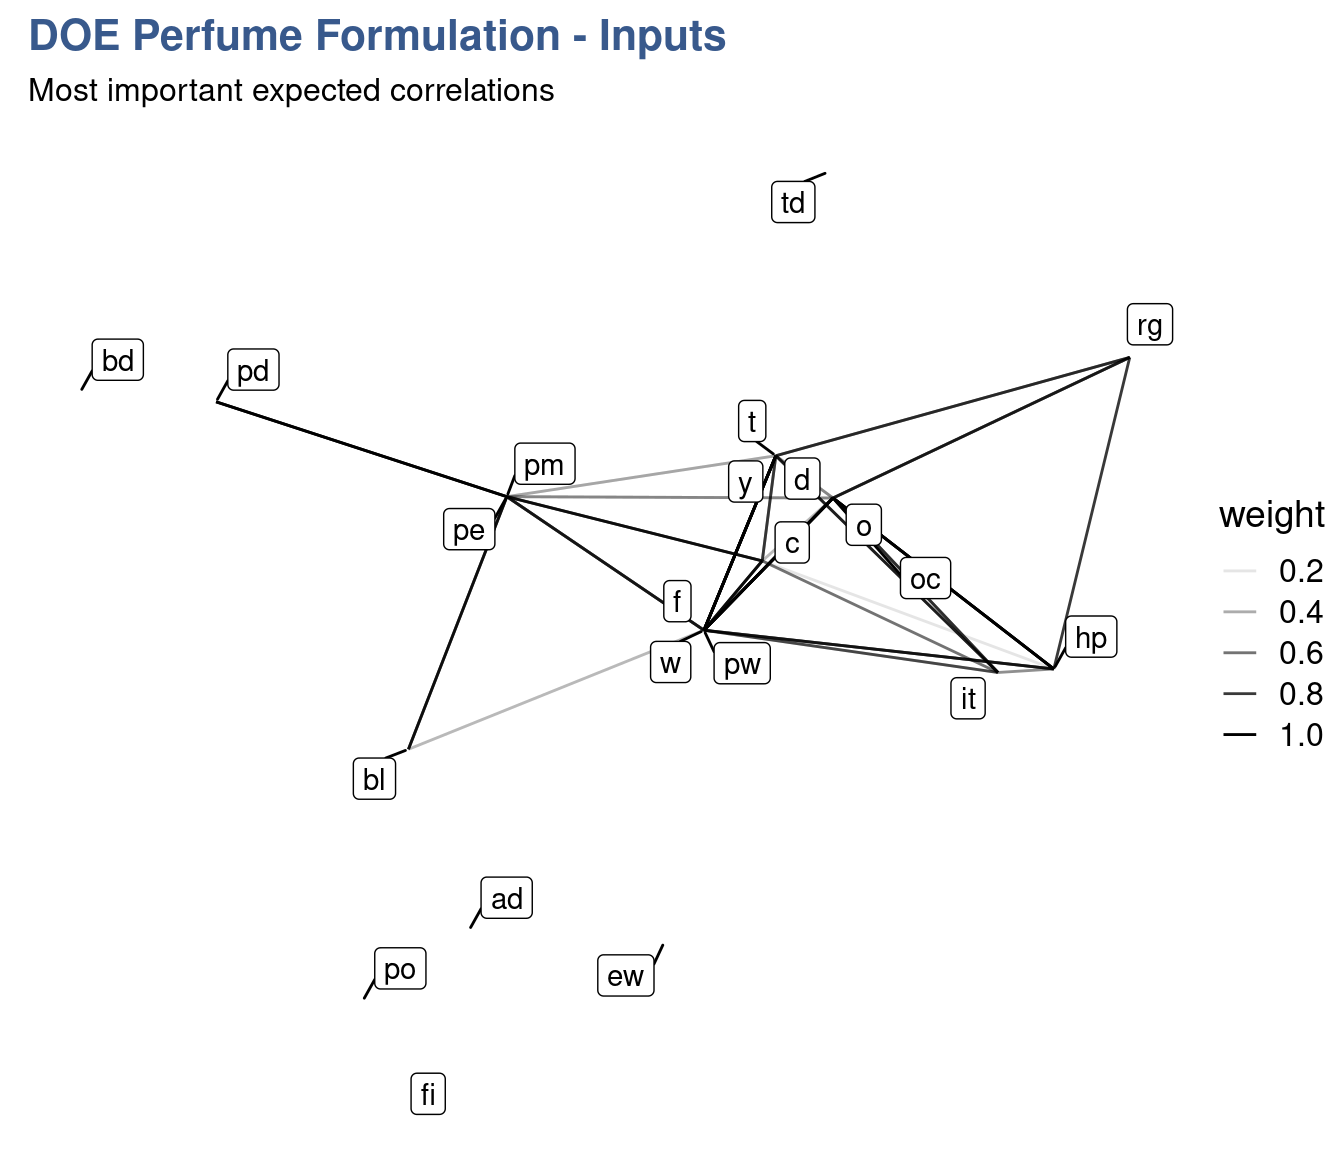 DOE Perfume Formulation - Inputs
Most important expected correlations
td
rg
bd
pd
t
pm
y
d
pe
o
c
oc
f
hp
w
pw
it
bl
ad
po
ew
fi
weight
0.2
0.4
0.6
0.8
1.0